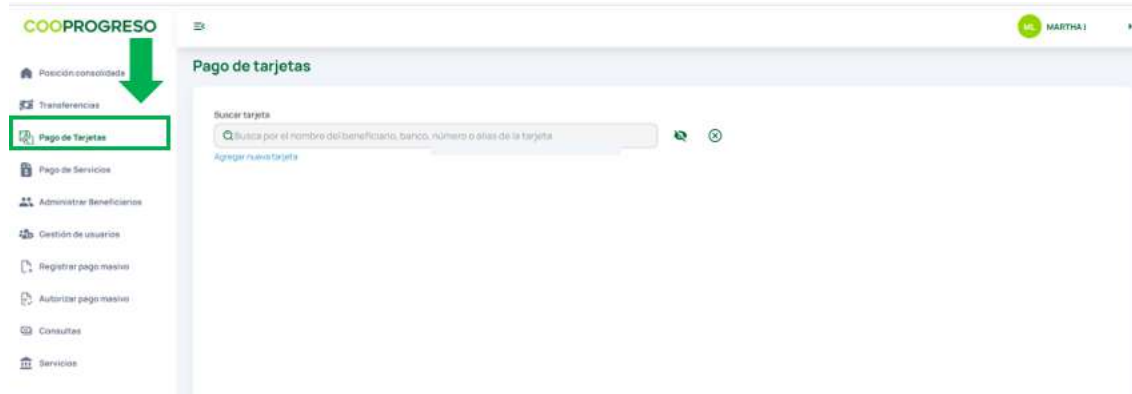 COOPROGRESO
ML
MARTHA I
Posición consolidada
Pago de tarjetas
Transferencias
Buscar tarjeta
Pago de Tarjetas
Busca por el nombre del beneficiario, banco, número o alias de la tarjeta
Agregar nueva tarjeta
Pago de Servicios
Administrar Beneficiarios
Gestión de usuarios
Registrar pago masivo
Autorizar pago masivo
Consultas
Servicios